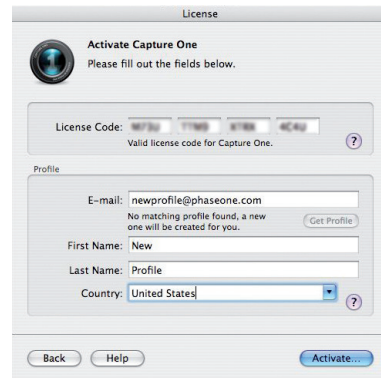 License
Activate Capture One
Please fill out the fields below.
License Code:
Valid license code for Capture One.
?
Profile
E-mail: newprofile@phaseone.com
No matching profile found, a new
one will be created for you.
Get Profile
First Name: New
Last Name: Profile
Country: United States
?
Back Help Activate...